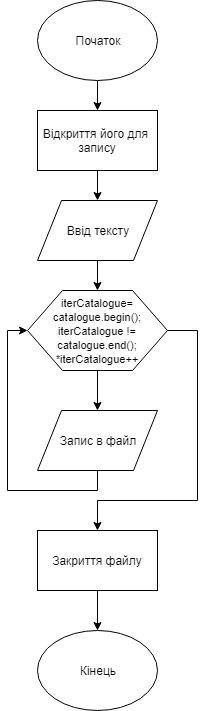 Початок
Відкриття його для
запису
Ввід тексту
iterCatalogue=
catalogue.begin();
iterCatalogue !=
catalogue.end();
*iterCatalogue++
Запис в файл
Закриття файлу
Кінець